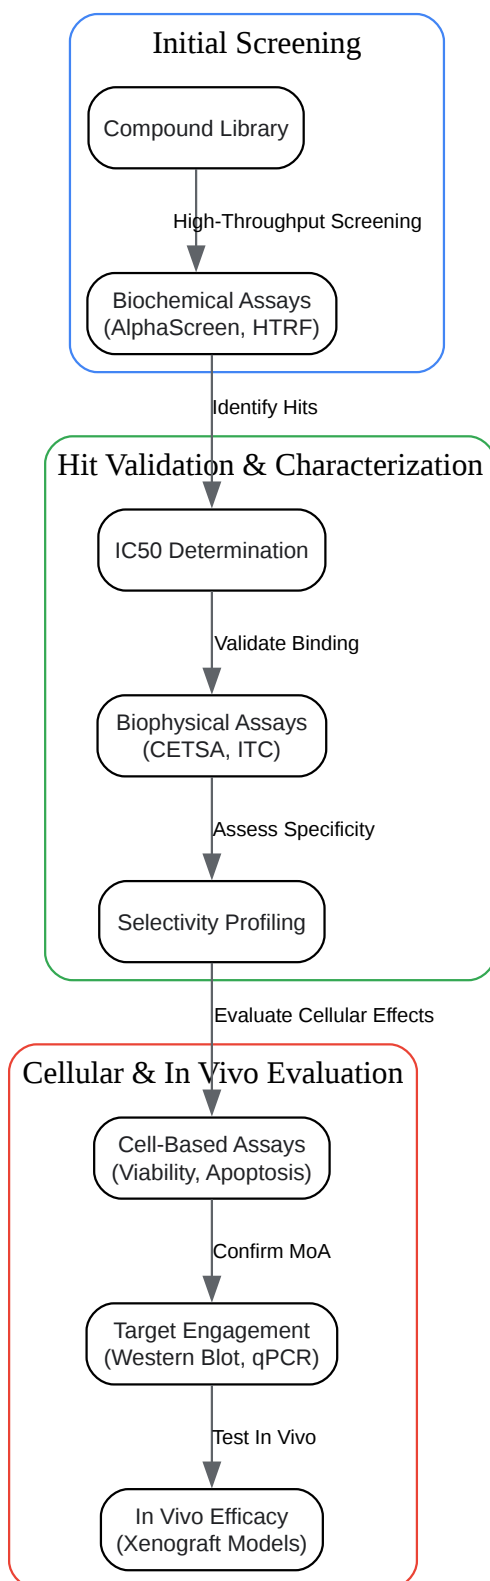 Initial Screening
Compound Library
High-Throughput Screening
Biochemical Assays
(AlphaScreen, HTRF)
Identify Hits
Hit Validation & Characterization
IC50 Determination
Validate Binding
Biophysical Assays
(CETSA, ITC)
Assess Specificity
Selectivity Profiling
Evaluate Cellular Effects
Cellular & In Vivo Evaluation
Cell-Based Assays
(Viability, Apoptosis)
Confirm MoA
Target Engagement
(Western Blot, qPCR)
Test In Vivo
In Vivo Efficacy
(Xenograft Models)